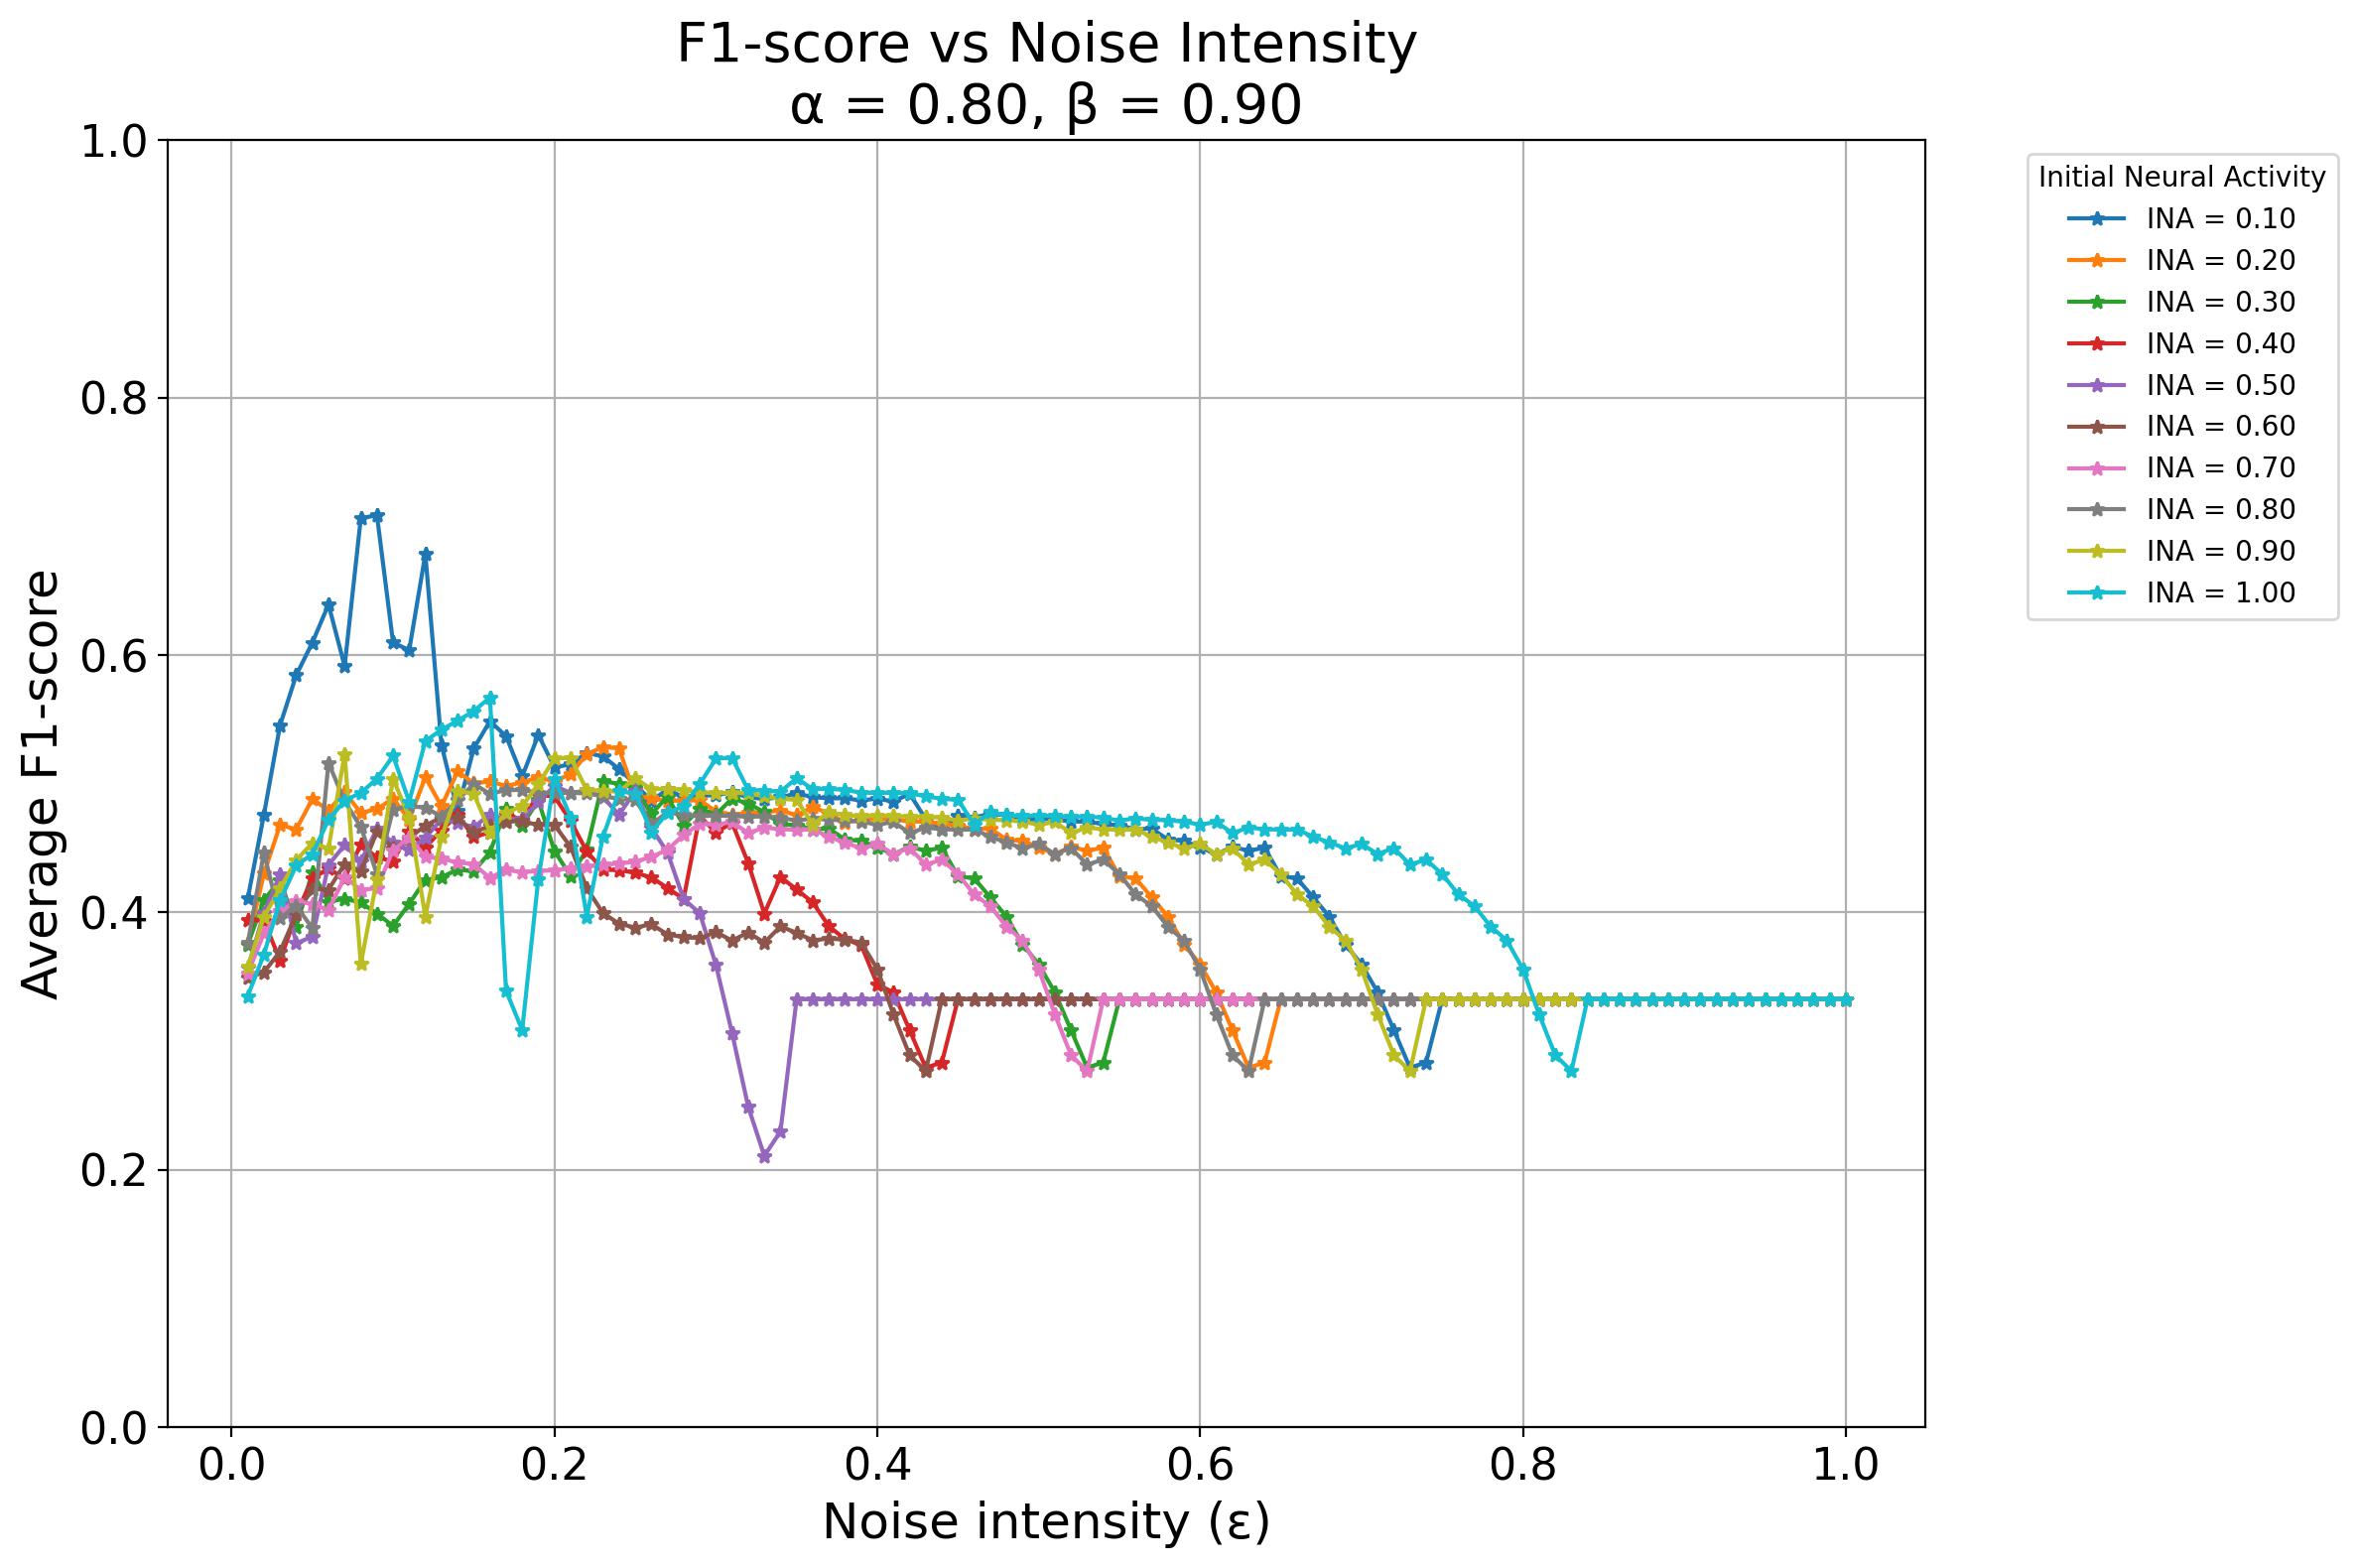 F1-score vs Noise Intensity
α = 0.80, β = 0.90
1.0
0.8
0.6
0.4
0.2
0.0
Average F1-score
0.0
0.2
0.4
0.6
0.8
1.0
Noise intensity (ε)
Initial Neural Activity
INA = 0.10
INA = 0.20
INA = 0.30
INA = 0.40
INA = 0.50
INA = 0.60
INA = 0.70
INA = 0.80
INA = 0.90
INA = 1.00